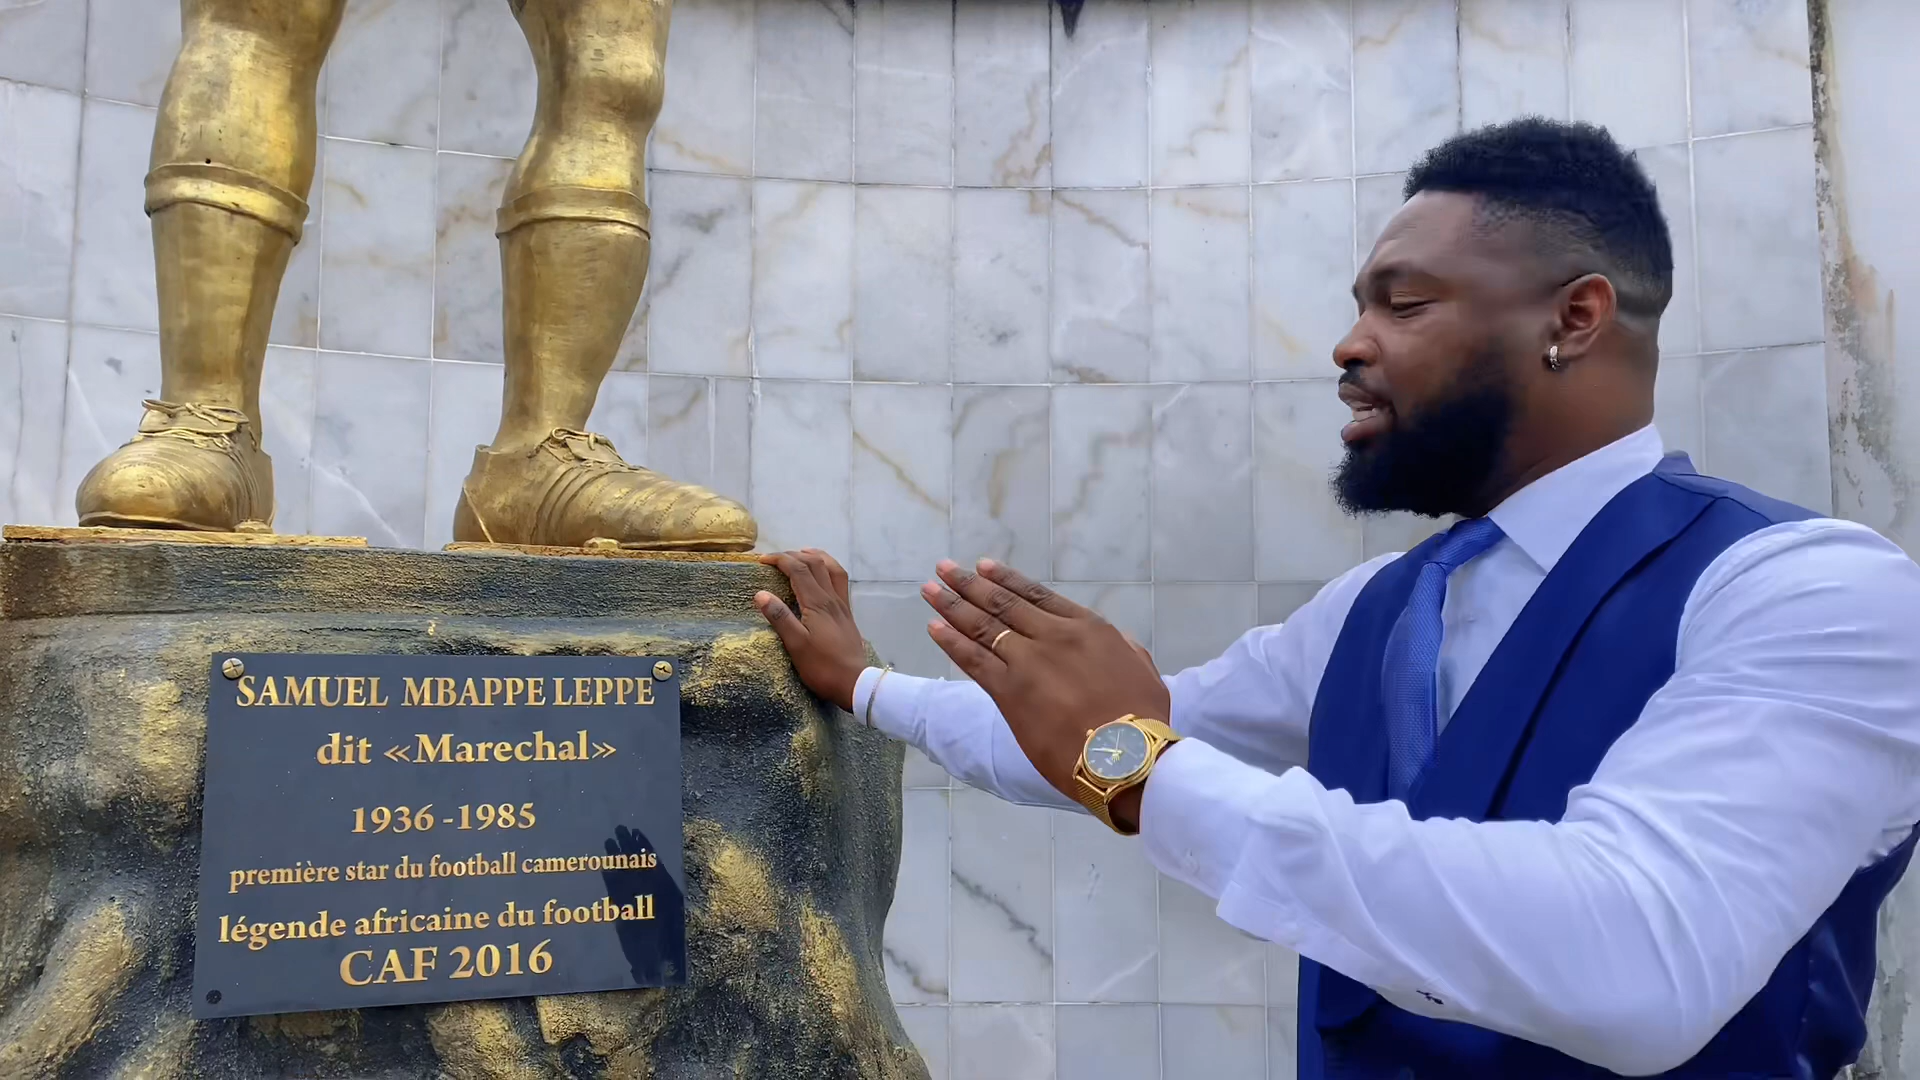 SAMUEL MBAPPE LEPPE
dit «Marechal»
1936 -1985
première star du football camerounais
légende africaine du football
CAF 2016